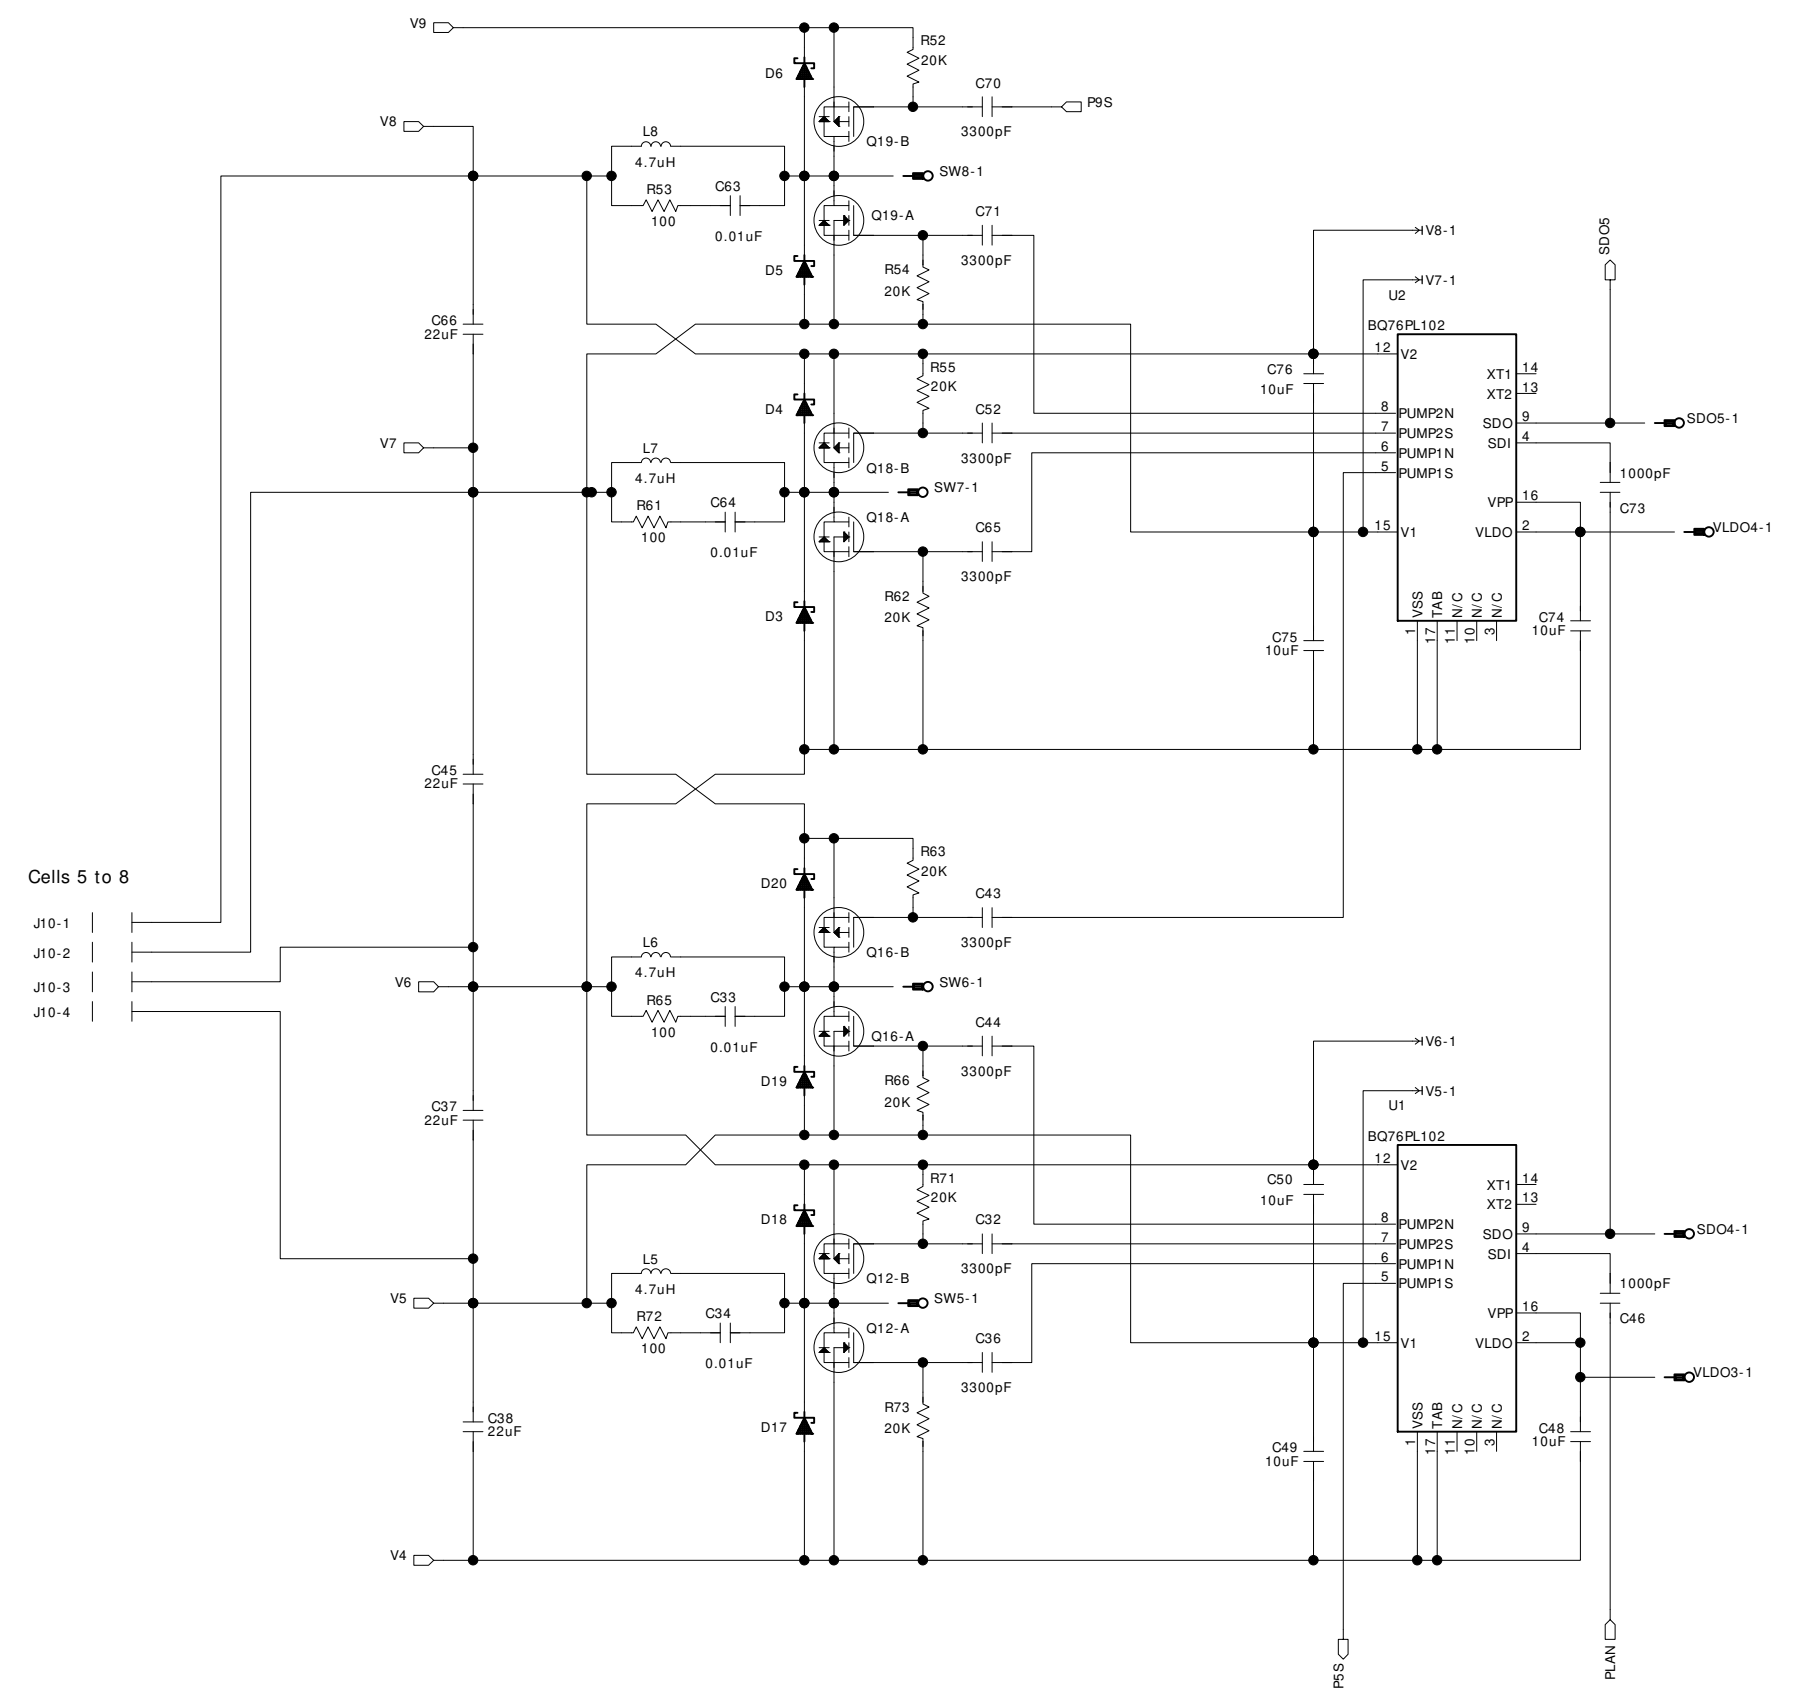 V9
R52
20K
D6
C70
P9S
3300pF
V8
Q19-B
L8
4.7uH
SW8-1
R53
C63
100
0.01uF
Q19-A
C71
3300pF
D5
R54
20K
V8-1
SDO5
V7-1
U2
BQ76PL102
C66
22uF
12
V2
R55
20K
C76
10uF
XT1
14
XT2
13
D4
C52
8
PUMP2N
SDO
9
SDO5-1
7
PUMP2S
SDI
4
V7
3300pF
6
PUMP1N
5
PUMP1S
L7
4.7uH
Q18-B
1000pF
SW7-1
R61
C64
VPP
16
C73
100
0.01uF
Q18-A
C65
15
V1
VLDO
2
VLDO4-1
3300pF
R62
20K
D3
VSS
TAB
N/C
N/C
N/C
1
17
11
10
3
C75
10uF
C74
10uF
C45
22uF
R63
20K
Cells 5 to 8
D20
C43
J10-1
3300pF
L6
4.7uH
Q16-B
J10-2
J10-3
V6
SW6-1
J10-4
R65
C33
100
0.01uF
Q16-A
C44
3300pF
V6-1
D19
R66
20K
V5-1
U1
C37
22uF
BQ76PL102
12
V2
R71
20K
C50
10uF
XT1
14
XT2
13
D18
C32
8
PUMP2N
SDO
9
SDO4-1
7
PUMP2S
SDI
4
3300pF
6
PUMP1N
5
PUMP1S
L5
4.7uH
Q12-B
1000pF
V5
SW5-1
R72
C34
VPP
16
C46
100
0.01uF
Q12-A
C36
15
V1
VLDO
2
3300pF
VLDO3-1
R73
20K
C38
22uF
D17
VSS
TAB
N/C
N/C
N/C
1
17
11
10
3
C49
10uF
C48
10uF
V4
P5S
PLAN